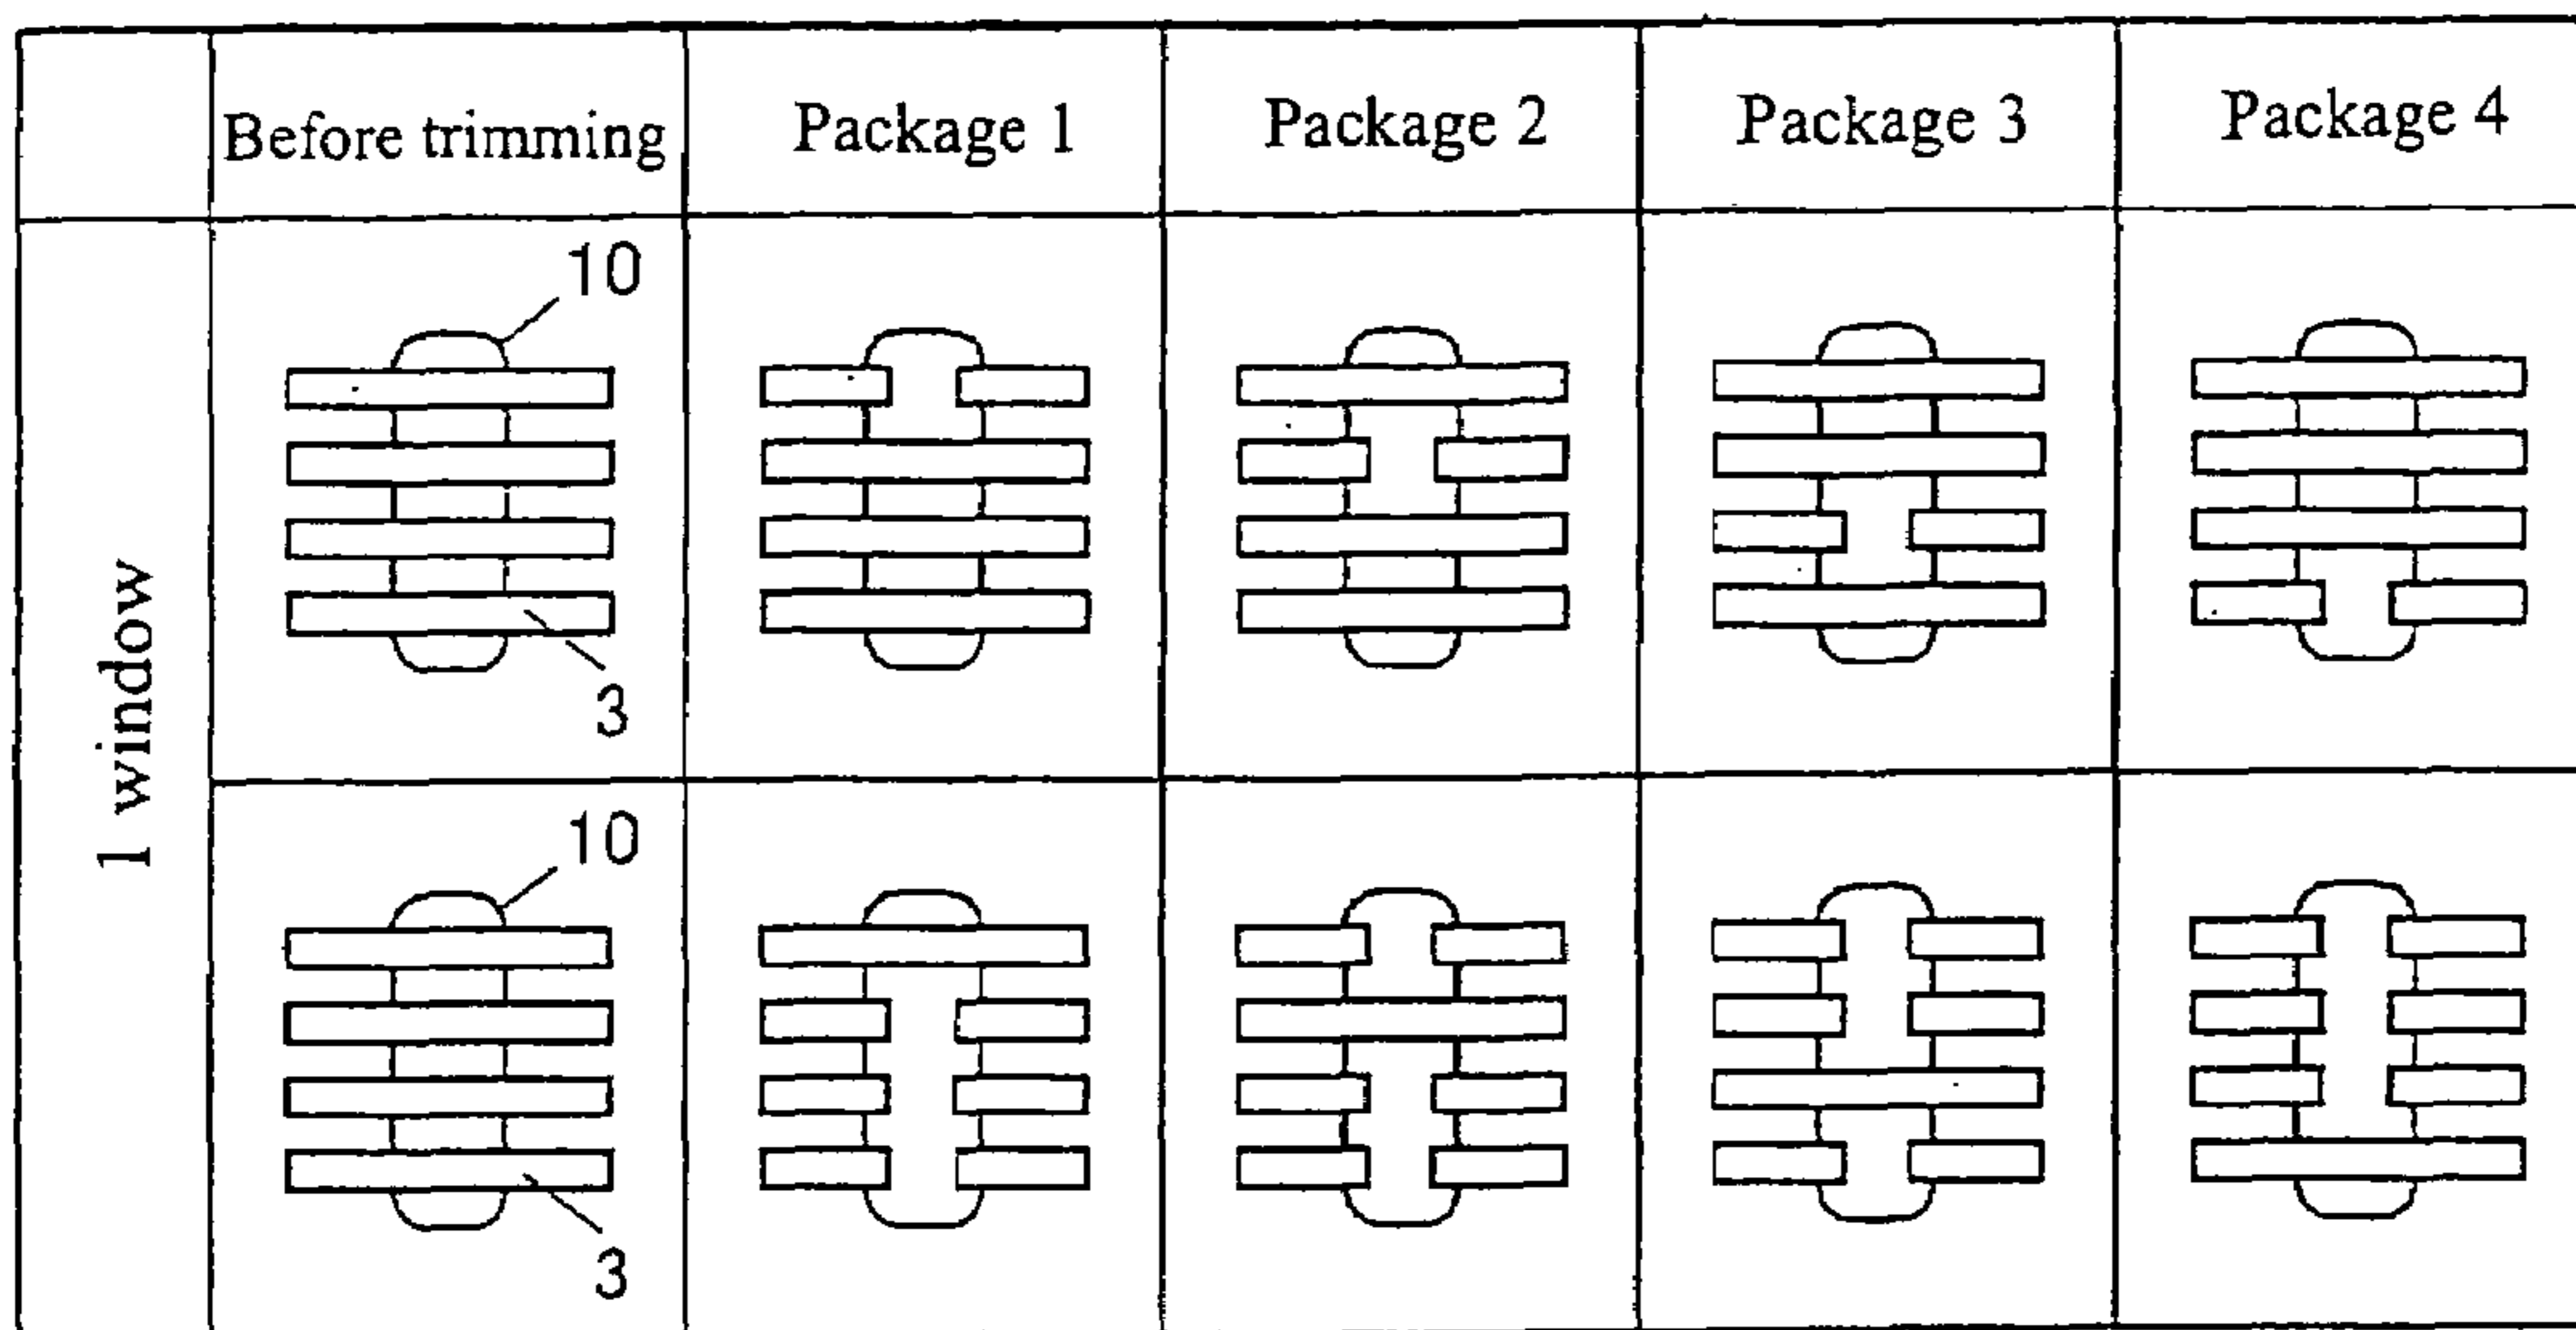 Before trimming
Package 1
Package 2
Package 3
Package 4
1 window
10
3
10
3